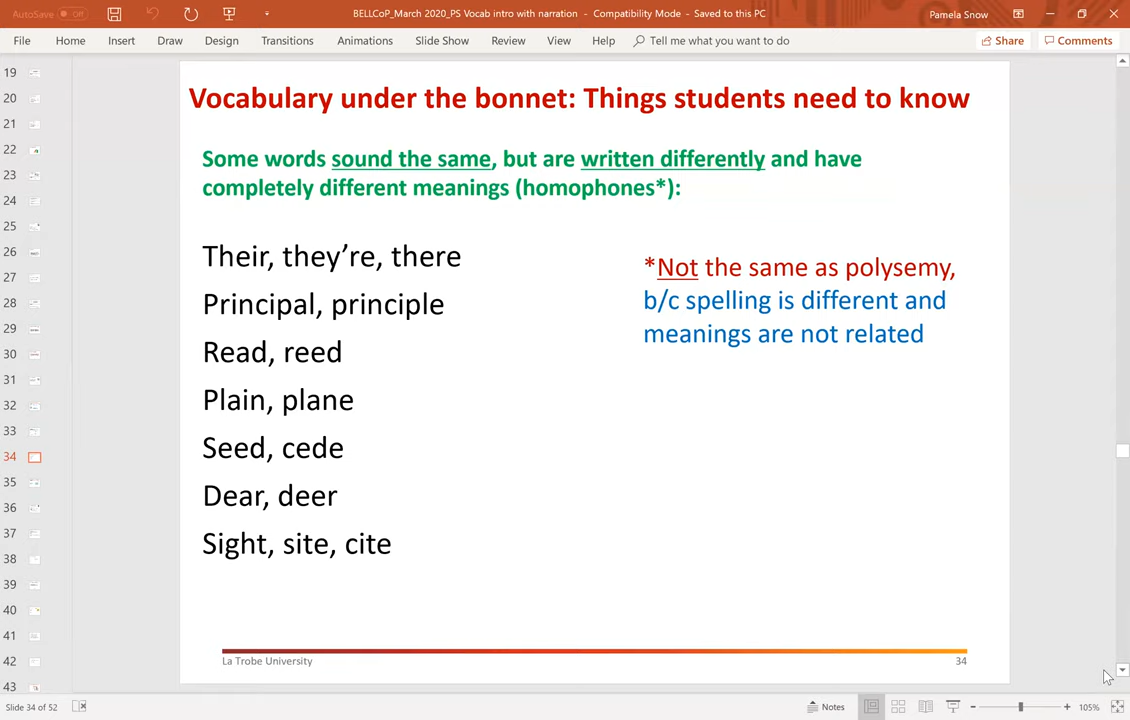 AutoSave Off BELLCoP_March 2020_PS Vocab intro with narration - Compatibility Mode - Saved to this PC Pamela Snow
File Home Insert Draw Design Transitions Animations Slide Show Review View Help Tell me what you want to do Share Comments
19
20
21
22
23
24
25
26
27
28
29
30
31
32
33
34
35
36
37
38
39
40
41
42
43
Vocabulary under the bonnet: Things students need to know
Some words sound the same, but are written differently and have
completely different meanings (homophones*):
Their, they’re, there
Principal, principle
Read, reed
Plain, plane
Seed, cede
Dear, deer
Sight, site, cite
*Not the same as polysemy,
b/c spelling is different and
meanings are not related
La Trobe University 34
Slide 34 of 52 Notes 105%